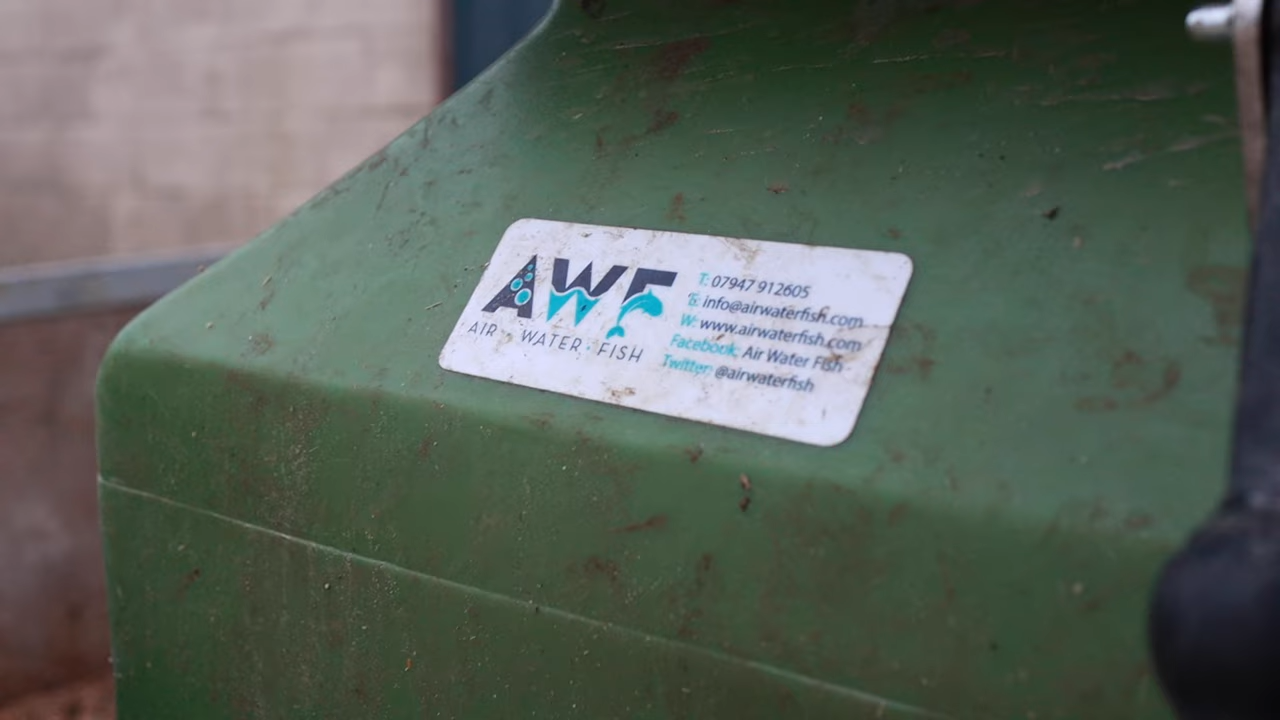 AWF
AIR · WATER · FISH
T: 07947 912605
E: info@airwaterfish.com
W: www.airwaterfish.com
Facebook: Air Water Fish
Twitter: @airwaterfish